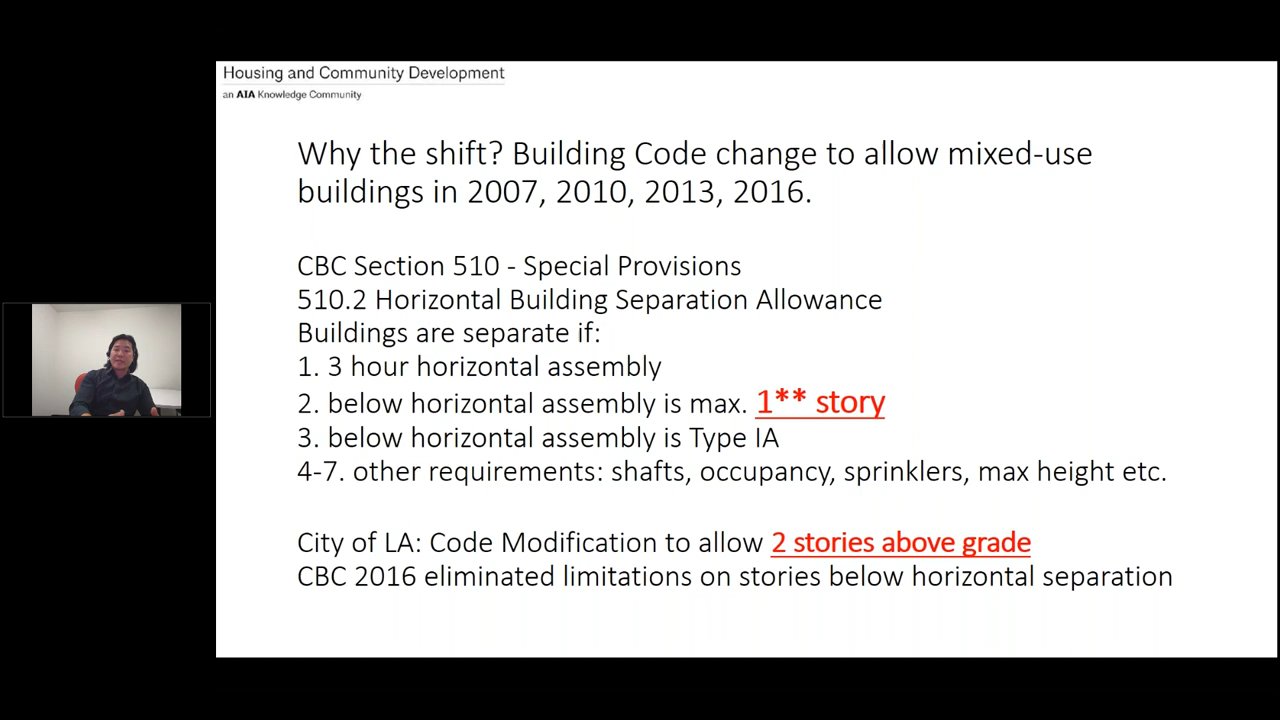 Housing and Community Development
an AIA Knowledge Community
Why the shift? Building Code change to allow mixed-use
buildings in 2007, 2010, 2013, 2016.
CBC Section 510 - Special Provisions
510.2 Horizontal Building Separation Allowance
Buildings are separate if:
1. 3 hour horizontal assembly
2. below horizontal assembly is max. 1** story
3. below horizontal assembly is Type IA
4-7. other requirements: shafts, occupancy, sprinklers, max height etc.
City of LA: Code Modification to allow 2 stories above grade
CBC 2016 eliminated limitations on stories below horizontal separation